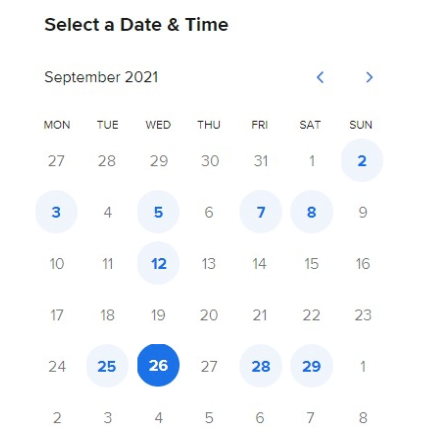 Select a Date & Time
September 2021
MON TUE WED THU FRI SAT SUN
27 28 29 30 31 1 2
3 4 5 6 7 8 9
10 11 12 13 14 15 16
17 18 19 20 21 22 23
24 25 26 27 28 29 1
2 3 4 5 6 7 8